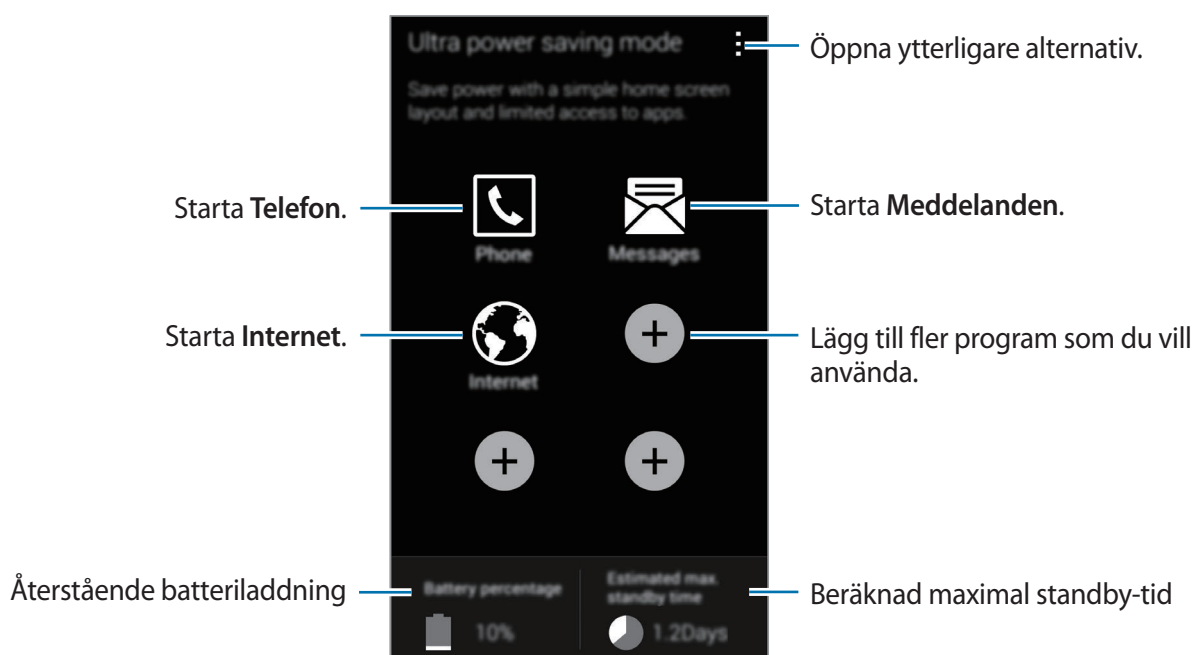 Ultra power saving mode
Öppna ytterligare alternativ.
Save power with a simple home screen
layout and limited access to apps.
Starta Telefon.
Starta Meddelanden.
Phone
Messages
Starta Internet.
Lägg till fler program som du vill
använda.
Internet
Återstående batteriladdning
Battery percentage
10%
Estimated max.
standby time
1.2Days
Beräknad maximal standby-tid